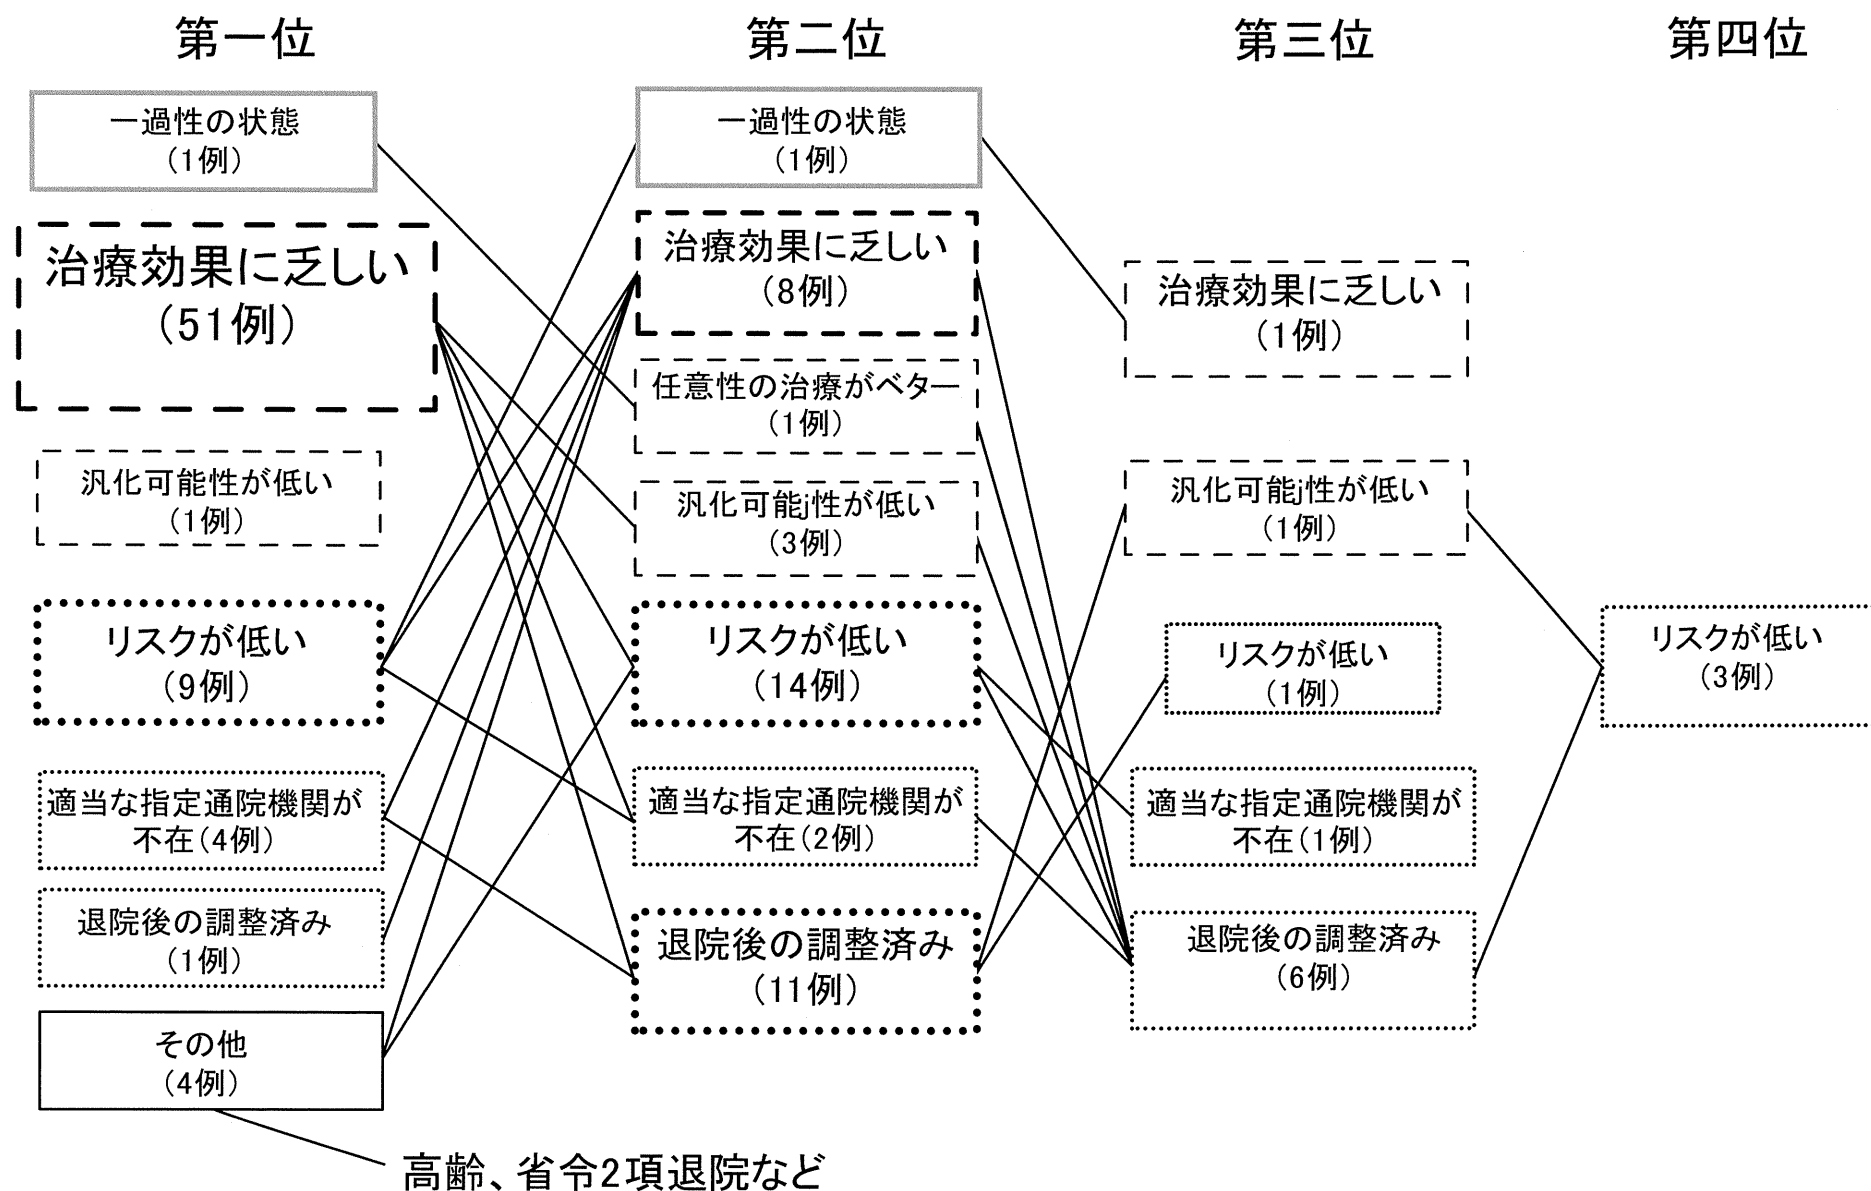 第一位
第二位
第三位
第四位
一過性の状態
(1例)
治療効果に乏しい
(51例)
汎化可能性が低い
(1例)
リスクが低い
(9例)
適当な指定通院機関が
不在(4例)
退院後の調整済み
(1例)
その他
(4例)
高齢、省令2項退院など
一過性の状態
(1例)
治療効果に乏しい
(8例)
任意性の治療がベター
(1例)
汎化可能j性が低い
(3例)
リスクが低い
(14例)
適当な指定通院機関が
不在(2例)
退院後の調整済み
(11例)
治療効果に乏しい
(1例)
汎化可能j性が低い
(1例)
リスクが低い
(1例)
適当な指定通院機関が
不在(1例)
退院後の調整済み
(6例)
リスクが低い
(3例)